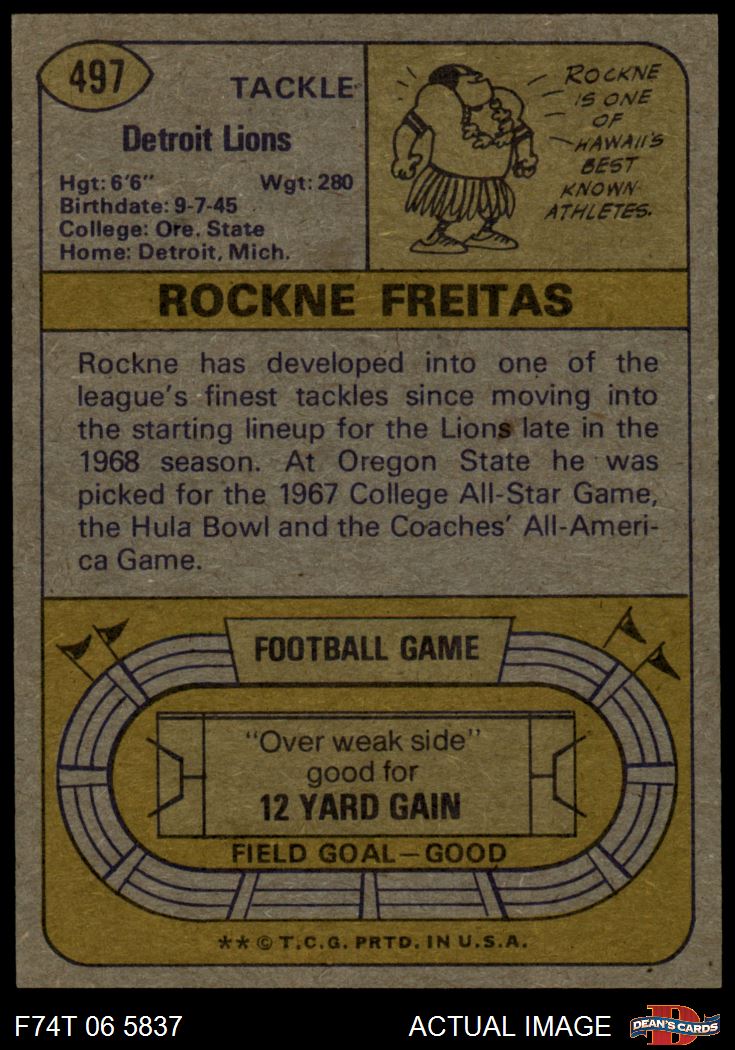 497
TACKLE
Detroit Lions
Hgt: 6'6" Wgt: 280
Birthdate: 9-7-45
College: Ore. State
Home: Detroit, Mich.
ROCKNE
IS ONE
OF
HAWAII'S
BEST
KNOWN
ATHLETES.
ROCKNE FREITAS
Rockne has developed into one of the
league's finest tackles since moving into
the starting lineup for the Lions late in the
1968 season. At Oregon State he was
picked for the 1967 College All-Star Game,
the Hula Bowl and the Coaches' All-Ameri-
ca Game.
FOOTBALL GAME
"Over weak side"
good for
12 YARD GAIN
FIELD GOAL—GOOD
** © T.C.G. PRTD. IN U.S.A.
F74T 06 5837
ACTUAL IMAGE
D
DEAN'S CARDS